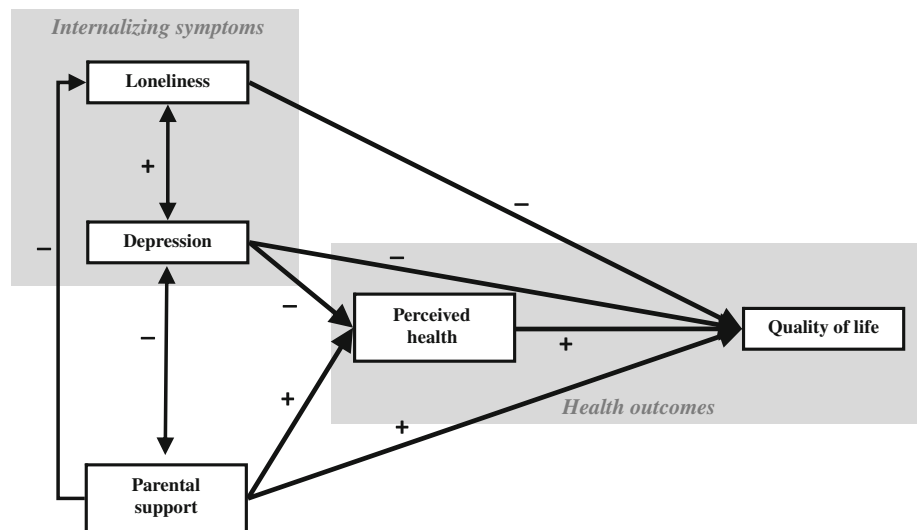 Internalizing symptoms
Loneliness
+
Depression
–
–
–
–
–
Perceived
health
Quality of life
+
+
+
Health outcomes
Parental
support